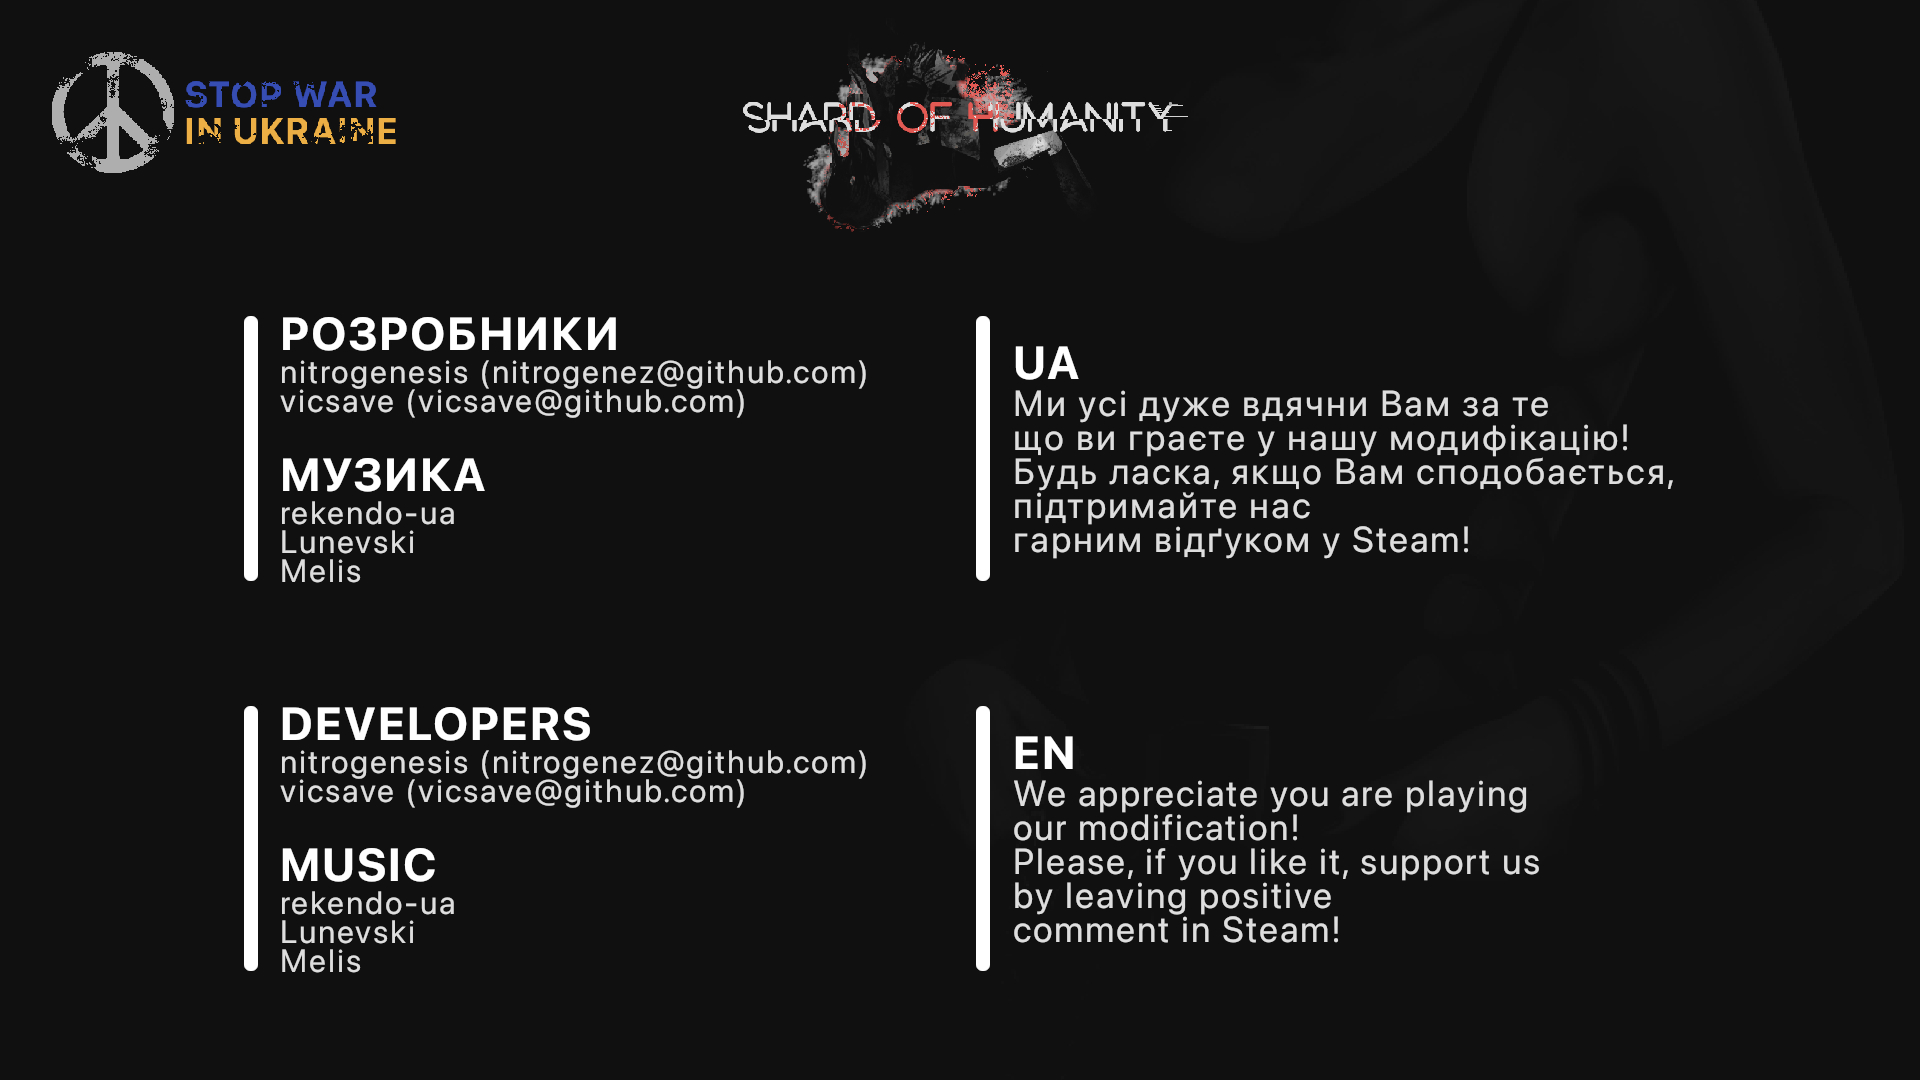 STOP WAR
IN UKRAINE
SHARD OF HUMANITY
РОЗРОБНИКИ
nitrogenesis (nitrogenez@github.com)
vicsave (vicsave@github.com)
МУЗИКА
rekendo-ua
Lunevski
Melis
UA
Ми усі дуже вдячни Вам за те
що ви граєте у нашу модифікацію!
Будь ласка, якщо Вам сподобається,
підтримайте нас
гарним відґуком у Steam!
DEVELOPERS
nitrogenesis (nitrogenez@github.com)
vicsave (vicsave@github.com)
MUSIC
rekendo-ua
Lunevski
Melis
EN
We appreciate you are playing
our modification!
Please, if you like it, support us
by leaving positive
comment in Steam!